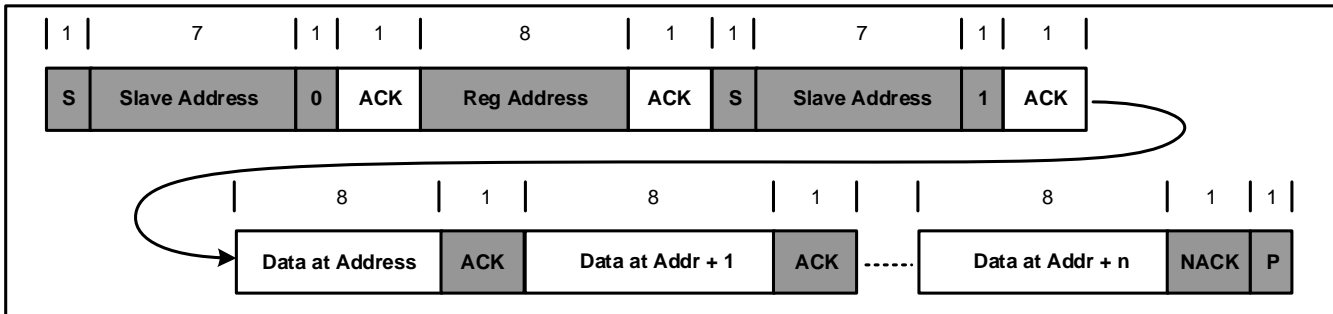 1 7 1 1 8 1 1 7 1 1
S Slave Address 0 ACK Reg Address ACK S Slave Address 1 ACK
8 1 8 1 8 1 1
Data at Address ACK Data at Addr + 1 ACK Data at Addr + n NACK P